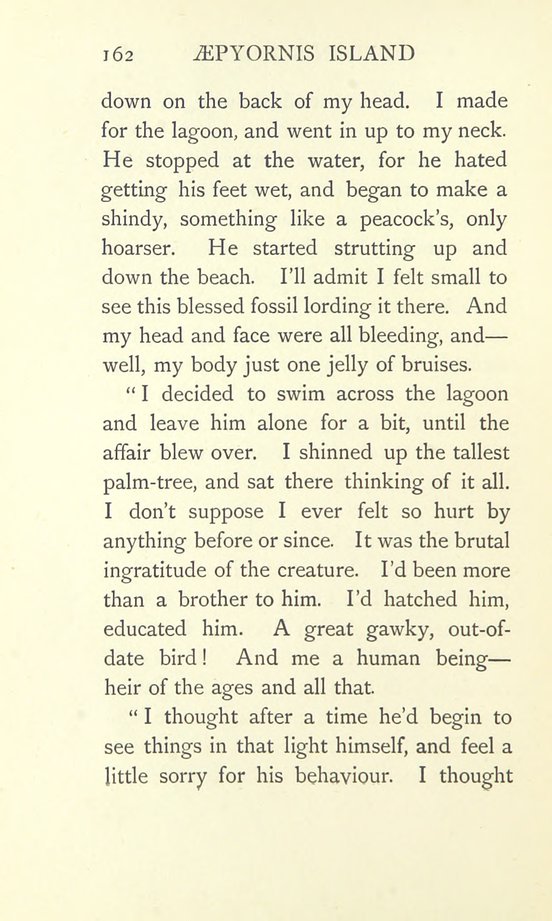 162 ÆPYORNIS ISLAND
down on the back of my head. I made
for the lagoon, and went in up to my neck.
He stopped at the water, for he hated
getting his feet wet, and began to make a
shindy, something like a peacock's, only
hoarser. He started strutting up and
down the beach. I'll admit I felt small to
see this blessed fossil lording it there. And
my head and face were all bleeding, and—
well, my body just one jelly of bruises.
"I decided to swim across the lagoon
and leave him alone for a bit, until the
affair blew over. I shinned up the tallest
palm-tree, and sat there thinking of it all.
I don't suppose I ever felt so hurt by
anything before or since. It was the brutal
ingratitude of the creature. I'd been more
than a brother to him. I'd hatched him,
educated him. A great gawky, out-of-
date bird! And me a human being—
heir of the ages and all that.
"I thought after a time he'd begin to
see things in that light himself, and feel a
little sorry for his behaviour. I thought